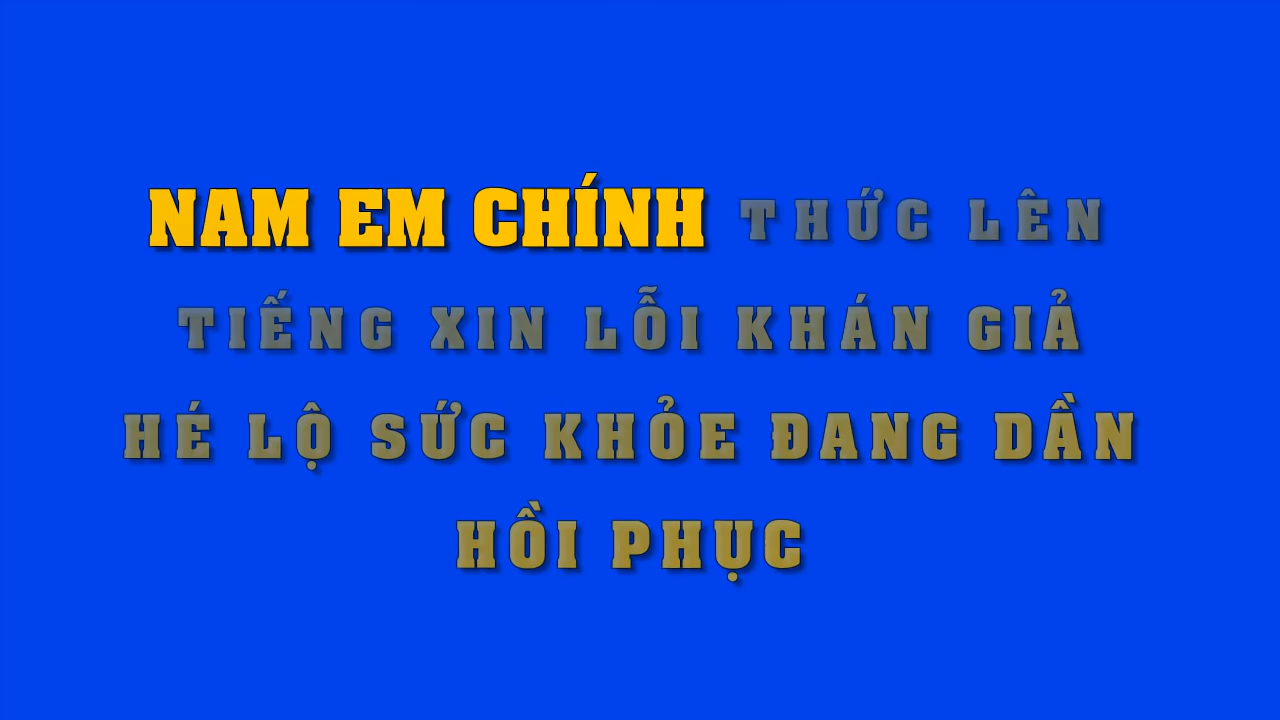 NAM EM CHÍNH THỨC LÊN
TIẾNG XIN LỖI KHÁN GIẢ
HÉ LỘ SỨC KHỎE ĐANG DẦN
HỒI PHỤC